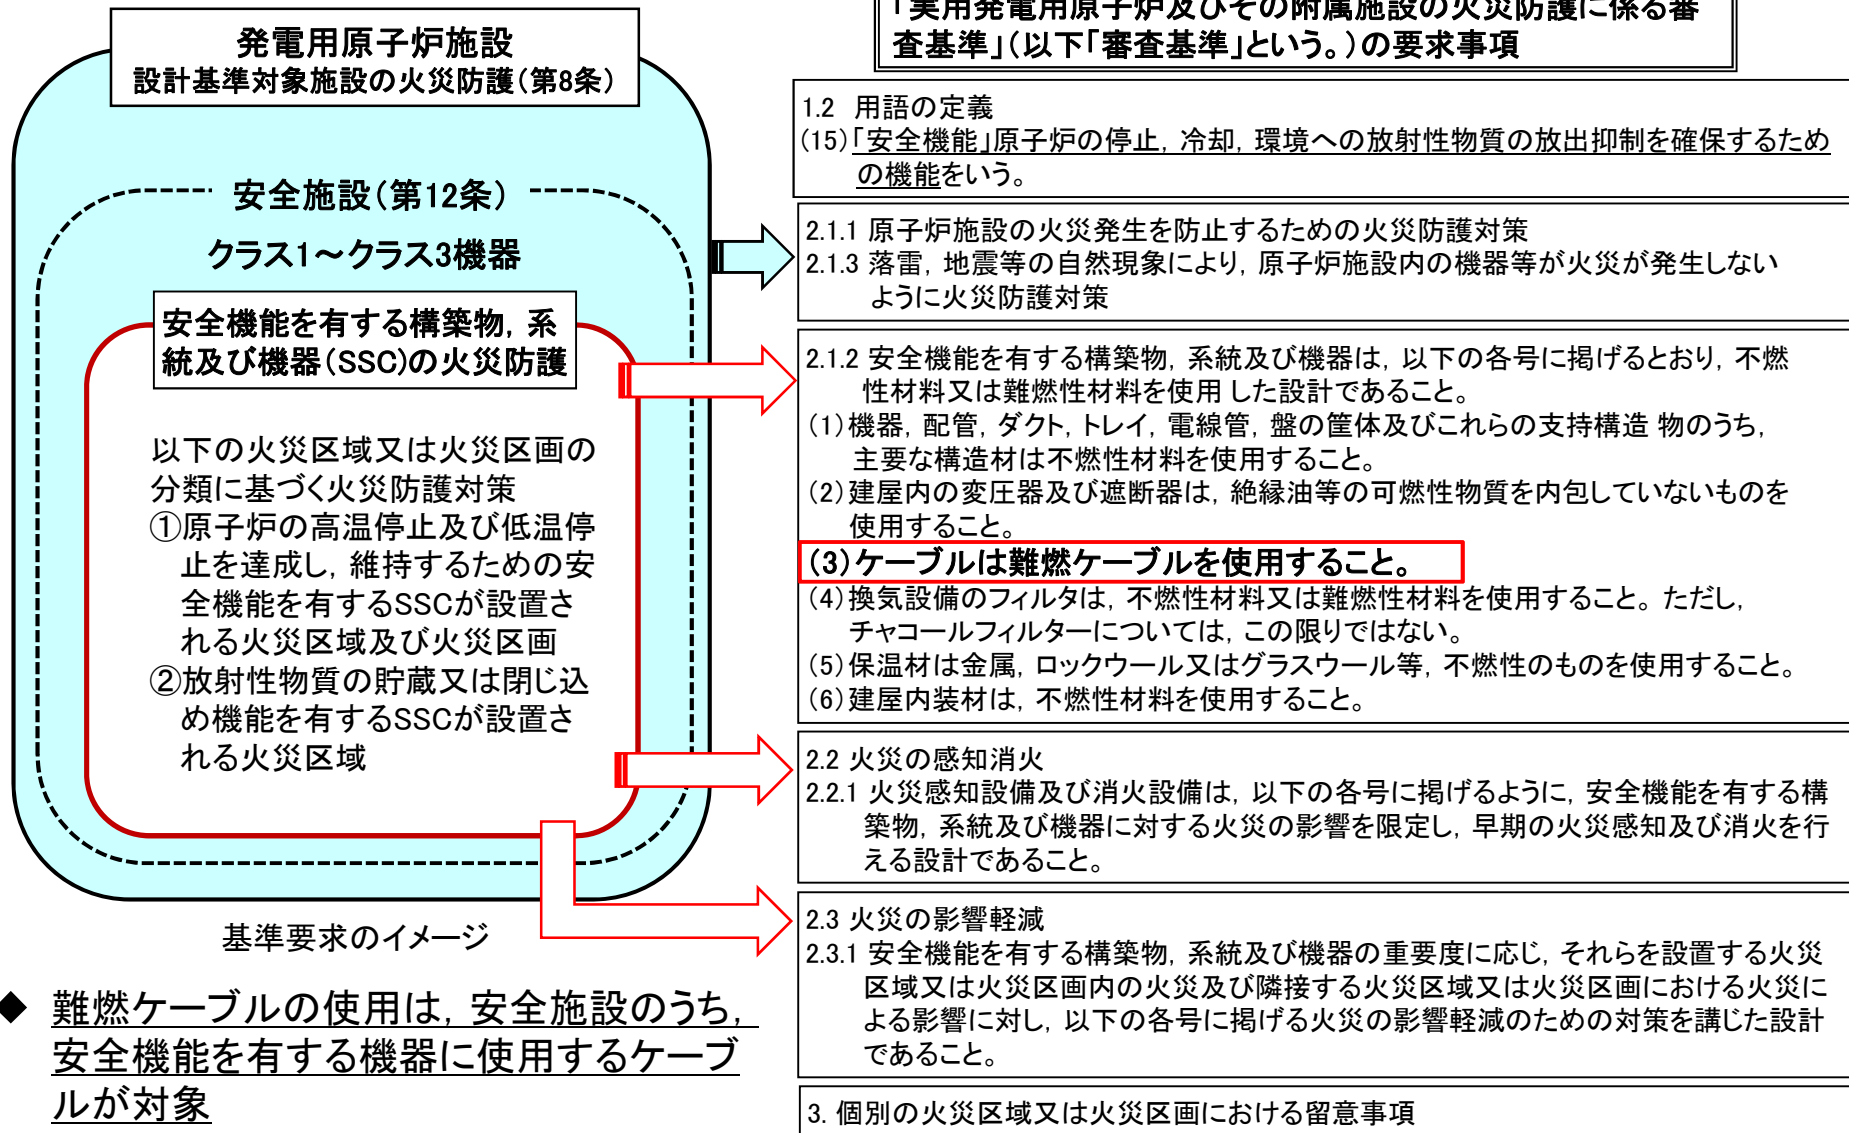 発電用原子炉施設
設計基準対象施設の火災防護（第8条）
安全施設（第12条）
クラス1～クラス3機器
安全機能を有する構築物，系
統及び機器（SSC)の火災防護
以下の火災区域又は火災区画の
分類に基づく火災防護対策
①原子炉の高温停止及び低温停
止を達成し，維持するための安
全機能を有するSSCが設置さ
れる火災区域及び火災区画
②放射性物質の貯蔵又は閉じ込
め機能を有するSSCが設置さ
れる火災区域
基準要求のイメージ
◆ 難燃ケーブルの使用は，安全施設のうち，
安全機能を有する機器に使用するケーブ
ルが対象
「実用発電用原子炉及びその附属施設の火災防護に係る審
査基準」（以下「審査基準」という。）の要求事項
1.2 用語の定義
(15)「安全機能」原子炉の停止，冷却，環境への放射性物質の放出抑制を確保するため
の機能をいう。
2.1.1 原子炉施設の火災発生を防止するための火災防護対策
2.1.3 落雷，地震等の自然現象により，原子炉施設内の機器等が火災が発生しない
ように火災防護対策
2.1.2 安全機能を有する構築物，系統及び機器は，以下の各号に掲げるとおり，不燃
性材料又は難燃性材料を使用 した設計であること。
（1）機器，配管，ダクト，トレイ，電線管，盤の筐体及びこれらの支持構造 物のうち，
主要な構造材は不燃性材料を使用すること。
（2）建屋内の変圧器及び遮断器は，絶縁油等の可燃性物質を内包していないものを
使用すること。
（3）ケーブルは難燃ケーブルを使用すること。
（4）換気設備のフィルタは，不燃性材料又は難燃性材料を使用すること。ただし，
チャコールフィルターについては，この限りではない。
（5）保温材は金属，ロックウール又はグラスウール等，不燃性のものを使用すること。
（6）建屋内装材は，不燃性材料を使用すること。
2.2 火災の感知消火
2.2.1 火災感知設備及び消火設備は，以下の各号に掲げるように，安全機能を有する構
築物，系統及び機器に対する火災の影響を限定し，早期の火災感知及び消火を行
える設計であること。
2.3 火災の影響軽減
2.3.1 安全機能を有する構築物，系統及び機器の重要度に応じ，それらを設置する火災
区域又は火災区画内の火災及び隣接する火災区域又は火災区画における火災に
よる影響に対し，以下の各号に掲げる火災の影響軽減のための対策を講じた設計
であること。
3. 個別の火災区域又は火災区画における留意事項